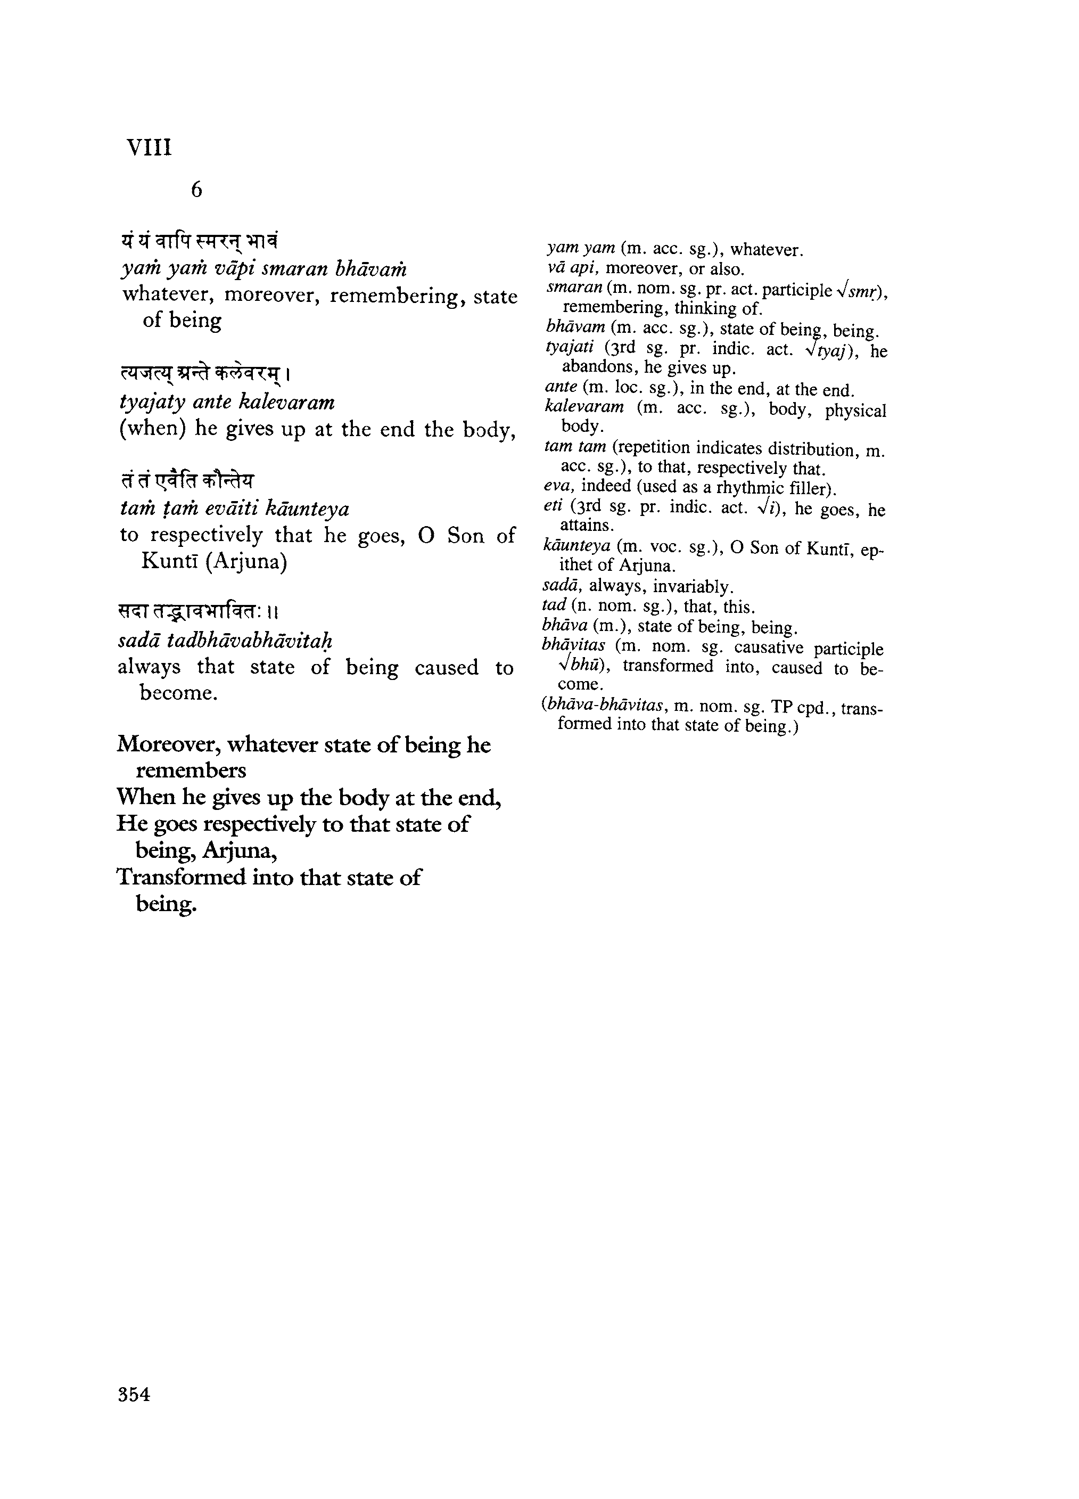 VIII
6
यं यं वापि स्मरन् भावं
yaṁ yaṁ vāpi smaran bhāvaṁ
whatever, moreover, remembering, state
of being
त्यजत्य् अन्ते कलेवरम् ।
tyajaty ante kalevaram
(when) he gives up at the end the body,
तं तं एवैति कौन्तेय
taṁ ṭaṁ evāiti kāunteya
to respectively that he goes, O Son of
Kuntī (Arjuna)
सदा तद्भावभावितः ।।
sadā tadbhāvabhāvitaḥ
always that state of being caused to
become.
Moreover, whatever state of being he
remembers
When he gives up the body at the end,
He goes respectively to that state of
being, Arjuna,
Transformed into that state of
being.
yam yam (m. acc. sg.), whatever.
vā api, moreover, or also.
smaran (m. nom. sg. pr. act. participle √smṛ),
remembering, thinking of.
bhāvam (m. acc. sg.), state of being, being.
tyajati (3rd sg. pr. indic. act. √tyaj), he
abandons, he gives up.
ante (m. loc. sg.), in the end, at the end.
kalevaram (m. acc. sg.), body, physical
body.
tam tam (repetition indicates distribution, m.
acc. sg.), to that, respectively that.
eva, indeed (used as a rhythmic filler).
eti (3rd sg. pr. indic. act. √i), he goes, he
attains.
kāunteya (m. voc. sg.), O Son of Kuntī, ep-
ithet of Arjuna.
sadā, always, invariably.
tad (n. nom. sg.), that, this.
bhāva (m.), state of being, being.
bhāvitas (m. nom. sg. causative participle
√bhū), transformed into, caused to be-
come.
(bhāva-bhāvitas, m. nom. sg. TP cpd., trans-
formed into that state of being.)
354